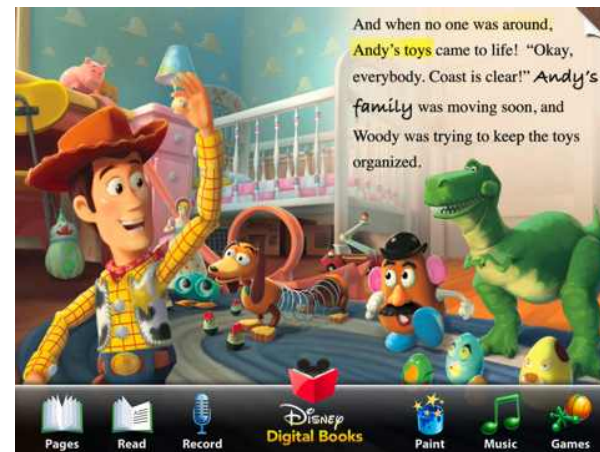 And when no one was around,
Andy's toys came to life! “Okay,
everybody. Coast is clear!” Andy's
family was moving soon, and
Woody was trying to keep the toys
organized.
Pages
Read
Record
Disney
Digital Books
Paint
Music
Games